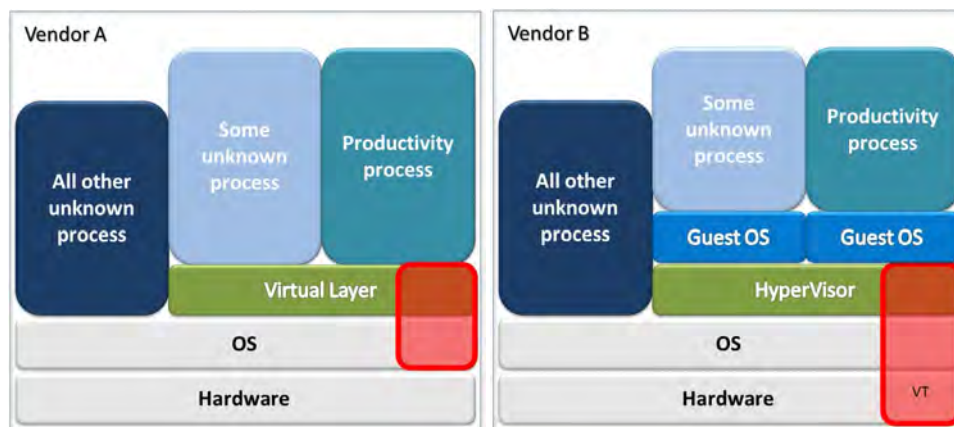 Vendor A
Some
unknown
process
Productivity
process
All other
unknown
process
Virtual Layer
OS
Hardware
Vendor B
Some
unknown
process
Productivity
process
All other
unknown
process
Guest OS
Guest OS
HyperVisor
OS
Hardware
VT